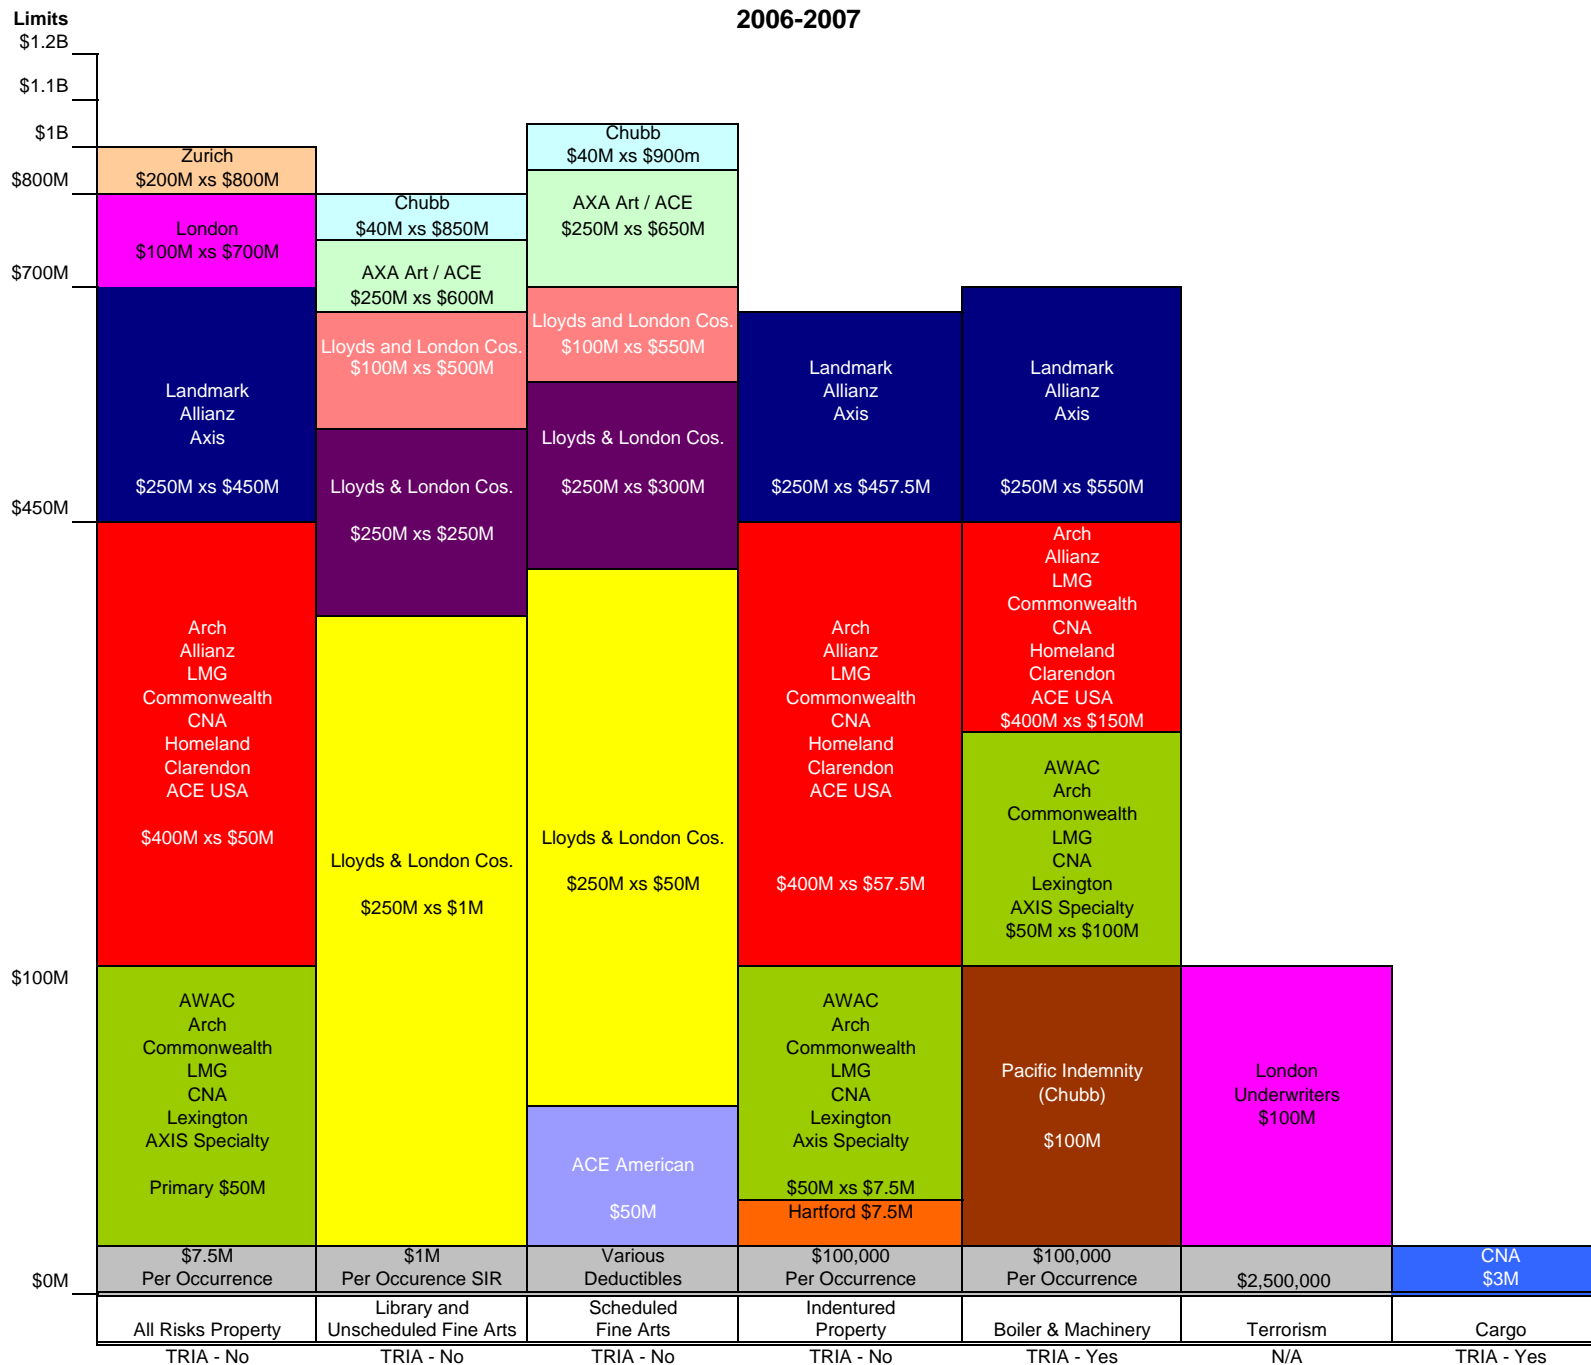 2006-2007
Limits
$1.2B
$1.1B
$1B
$800M
$700M
$450M
$100M
$0M
Zurich
$200M xs $800M
London
$100M xs $700M
Landmark
Allianz
Axis
$250M xs $450M
Arch
Allianz
LMG
Commonwealth
CNA
Homeland
Clarendon
ACE USA
$400M xs $50M
AWAC
Arch
Commonwealth
LMG
CNA
Lexington
AXIS Specialty
Primary $50M
$7.5M
Per Occurrence
All Risks Property
TRIA - No
Chubb
$40M xs $850M
AXA Art / ACE
$250M xs $600M
Lloyds and London Cos.
$100M xs $500M
Lloyds & London Cos.
$250M xs $250M
Lloyds & London Cos.
$250M xs $1M
$1M
Per Occurence SIR
Library and
Unscheduled Fine Arts
TRIA - No
Chubb
$40M xs $900m
AXA Art / ACE
$250M xs $650M
Lloyds and London Cos.
$100M xs $550M
Lloyds & London Cos.
$250M xs $300M
Lloyds & London Cos.
$250M xs $50M
ACE American
$50M
Various
Deductibles
Scheduled
Fine Arts
TRIA - No
Landmark
Allianz
Axis
$250M xs $457.5M
Arch
Allianz
LMG
Commonwealth
CNA
Homeland
Clarendon
ACE USA
$400M xs $57.5M
AWAC
Arch
Commonwealth
LMG
CNA
Lexington
Axis Specialty
$50M xs $7.5M
Hartford $7.5M
$100,000
Per Occurrence
Indentured
Property
TRIA - No
Landmark
Allianz
Axis
$250M xs $550M
Arch
Allianz
LMG
Commonwealth
CNA
Homeland
Clarendon
ACE USA
$400M xs $150M
AWAC
Arch
Commonwealth
LMG
CNA
Lexington
AXIS Specialty
$50M xs $100M
Pacific Indemnity
(Chubb)
$100M
$100,000
Per Occurrence
Boiler & Machinery
TRIA - Yes
London
Underwriters
$100M
$2,500,000
Terrorism
N/A
CNA
$3M
Cargo
TRIA - Yes